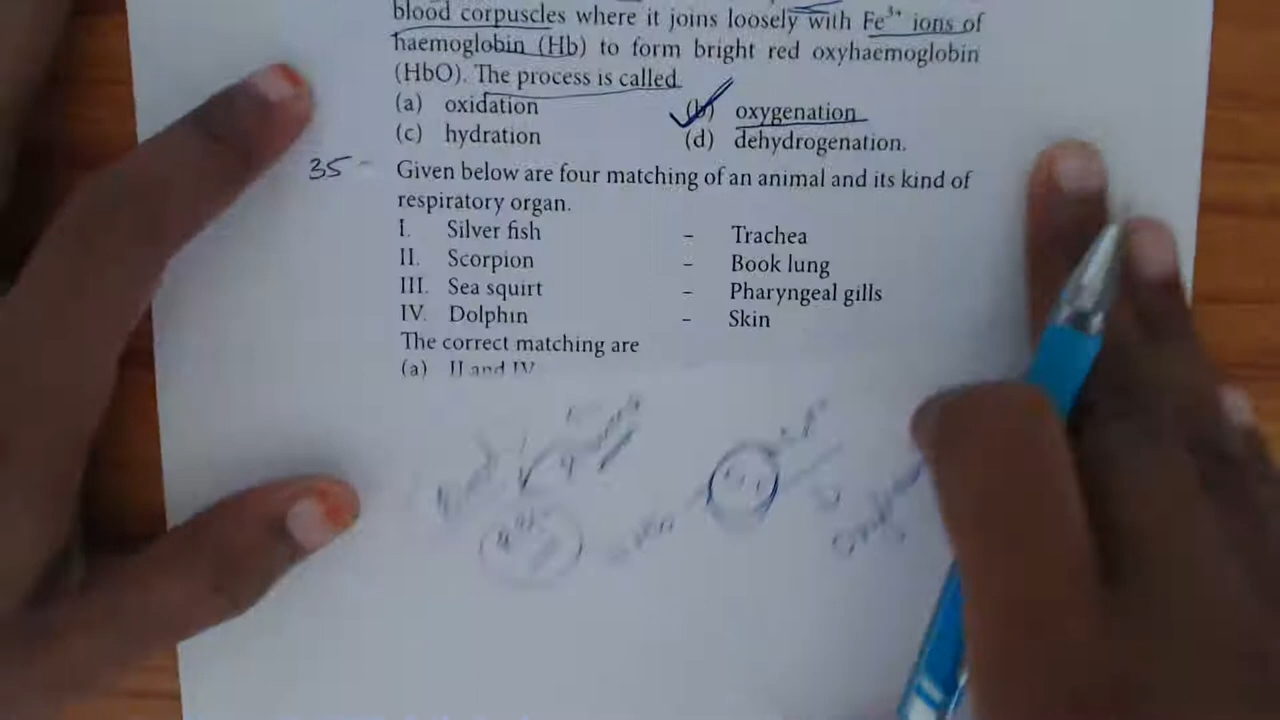 blood corpuscles where it joins loosely with Fe³⁺ ions of
haemoglobin (Hb) to form bright red oxyhaemoglobin
(HbO). The process is called
(a) oxidation (b) oxygenation
(c) hydration (d) dehydrogenation.
35 - Given below are four matching of an animal and its kind of
respiratory organ.
I. Silver fish – Trachea
II. Scorpion – Book lung
III. Sea squirt – Pharyngeal gills
IV. Dolphin – Skin
The correct matching are
(a) II and IV